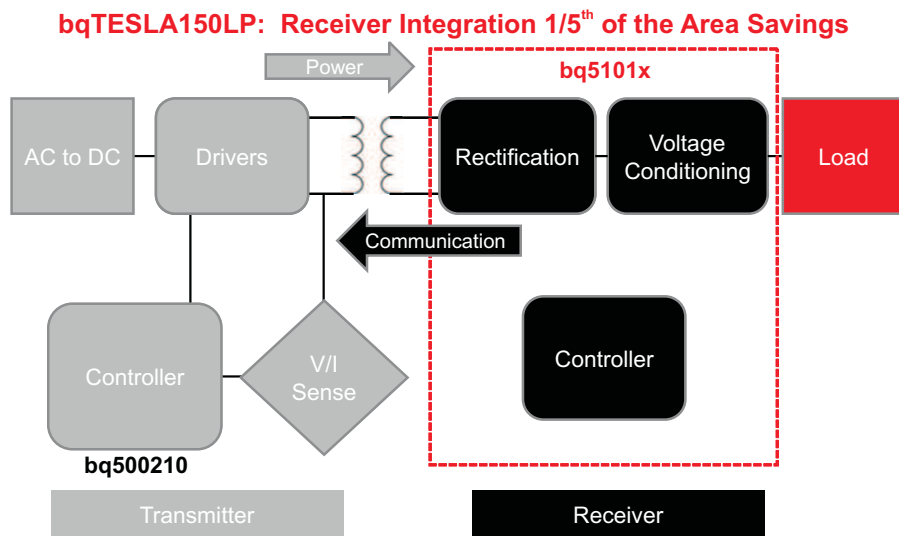 bqTESLA150LP: Receiver Integration 1/5th of the Area Savings
Power
bq5101x
AC to DC
Drivers
Rectification
Voltage
Conditioning
Load
Communication
Controller
V/I
Sense
Controller
bq500210
Transmitter
Receiver